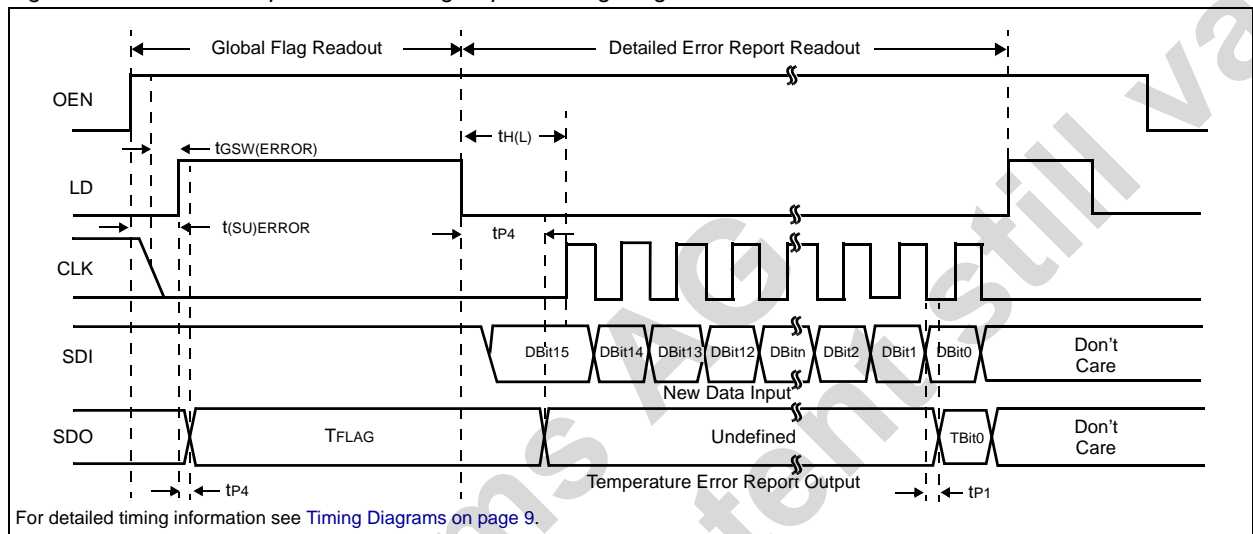 Global Flag Readout
Detailed Error Report Readout
OEN
tH(L)
tGSW(ERROR)
LD
t(SU)ERROR
tP4
CLK
SDI
DBit15
DBit14
DBit13
DBit12
DBitn
DBit2
DBit1
DBit0
Don't
Care
New Data Input
SDO
TFLAG
Undefined
TBit0
Don't
Care
Temperature Error Report Output
tP4
tP1
For detailed timing information see Timing Diagrams on page 9.
still va